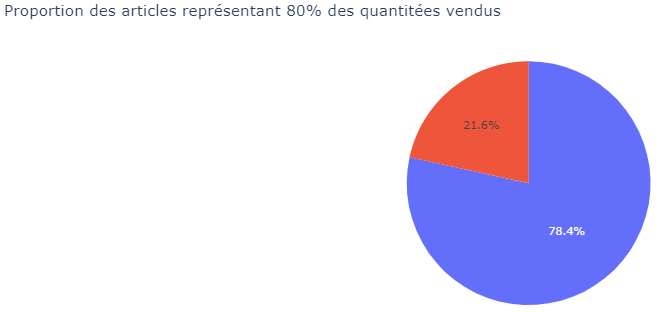 Proportion des articles représentant 80% des quantitées vendus
21.6%
78.4%